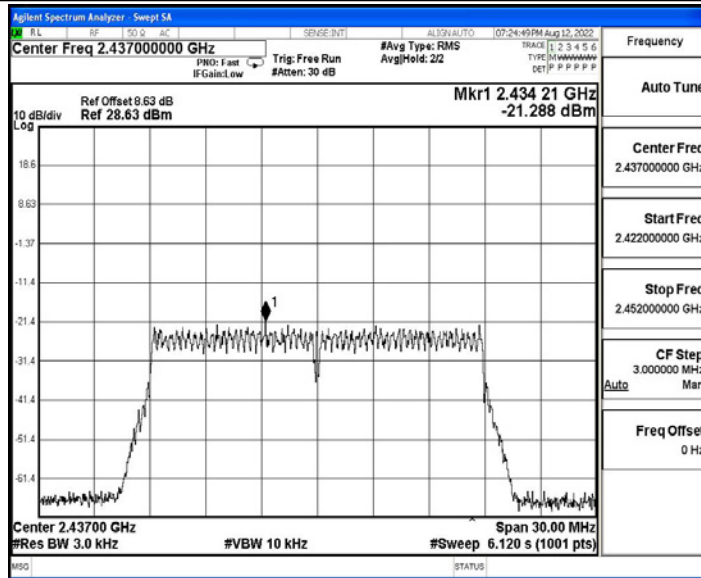 Agilent Spectrum Analyzer - Swept SA
RL RF 50 Ω AC SENSE:INT ALIGN AUTO 07:24:49 PM Aug 12, 2022
Center Freq 2.437000000 GHz
PNO: Fast
IFGain:Low
Trig: Free Run
#Atten: 30 dB
#Avg Type: RMS
Avg|Hold: 2/2
TRACE 1 2 3 4 5 6
TYPE MWWWWW
DET P P P P P P
Ref Offset 8.63 dB
10 dB/div Ref 28.63 dBm
Log
Mkr1 2.434 21 GHz
-21.288 dBm
18.6
8.63
-1.37
-11.4
-21.4
-31.4
-41.4
-51.4
-61.4
1
Center 2.43700 GHz Span 30.00 MHz
#Res BW 3.0 kHz #VBW 10 kHz #Sweep 6.120 s (1001 pts)
MSG STATUS
Frequency
Auto Tune
Center Freq
2.437000000 GHz
Start Freq
2.422000000 GHz
Stop Freq
2.452000000 GHz
CF Step
3.000000 MHz
Auto Man
Freq Offset
0 Hz